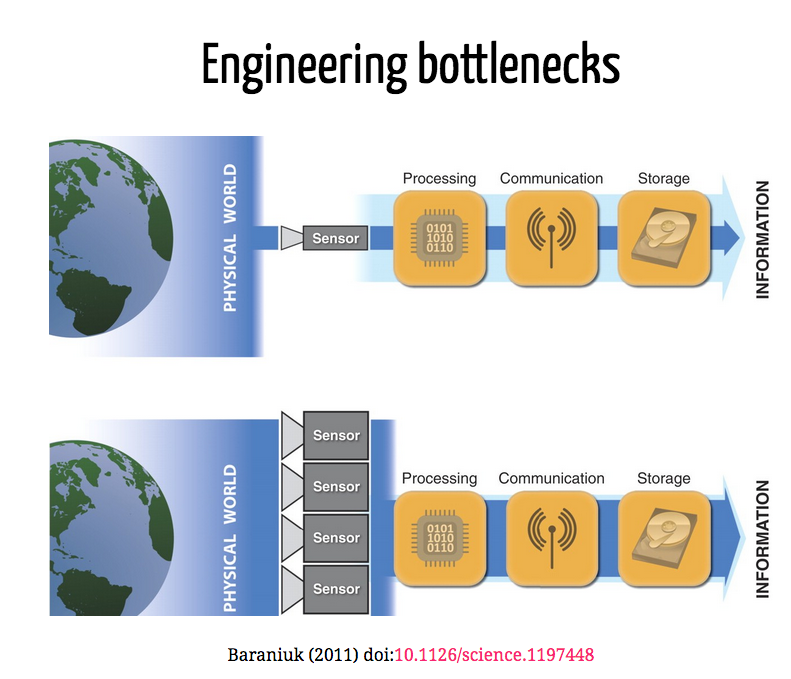 Engineering bottlenecks
PHYSICAL WORLD
Sensor
Processing Communication Storage
0101
1010
0110
INFORMATION
PHYSICAL WORLD
Sensor
Sensor
Sensor
Sensor
Processing Communication Storage
0101
1010
0110
INFORMATION
Baraniuk (2011) doi:10.1126/science.1197448